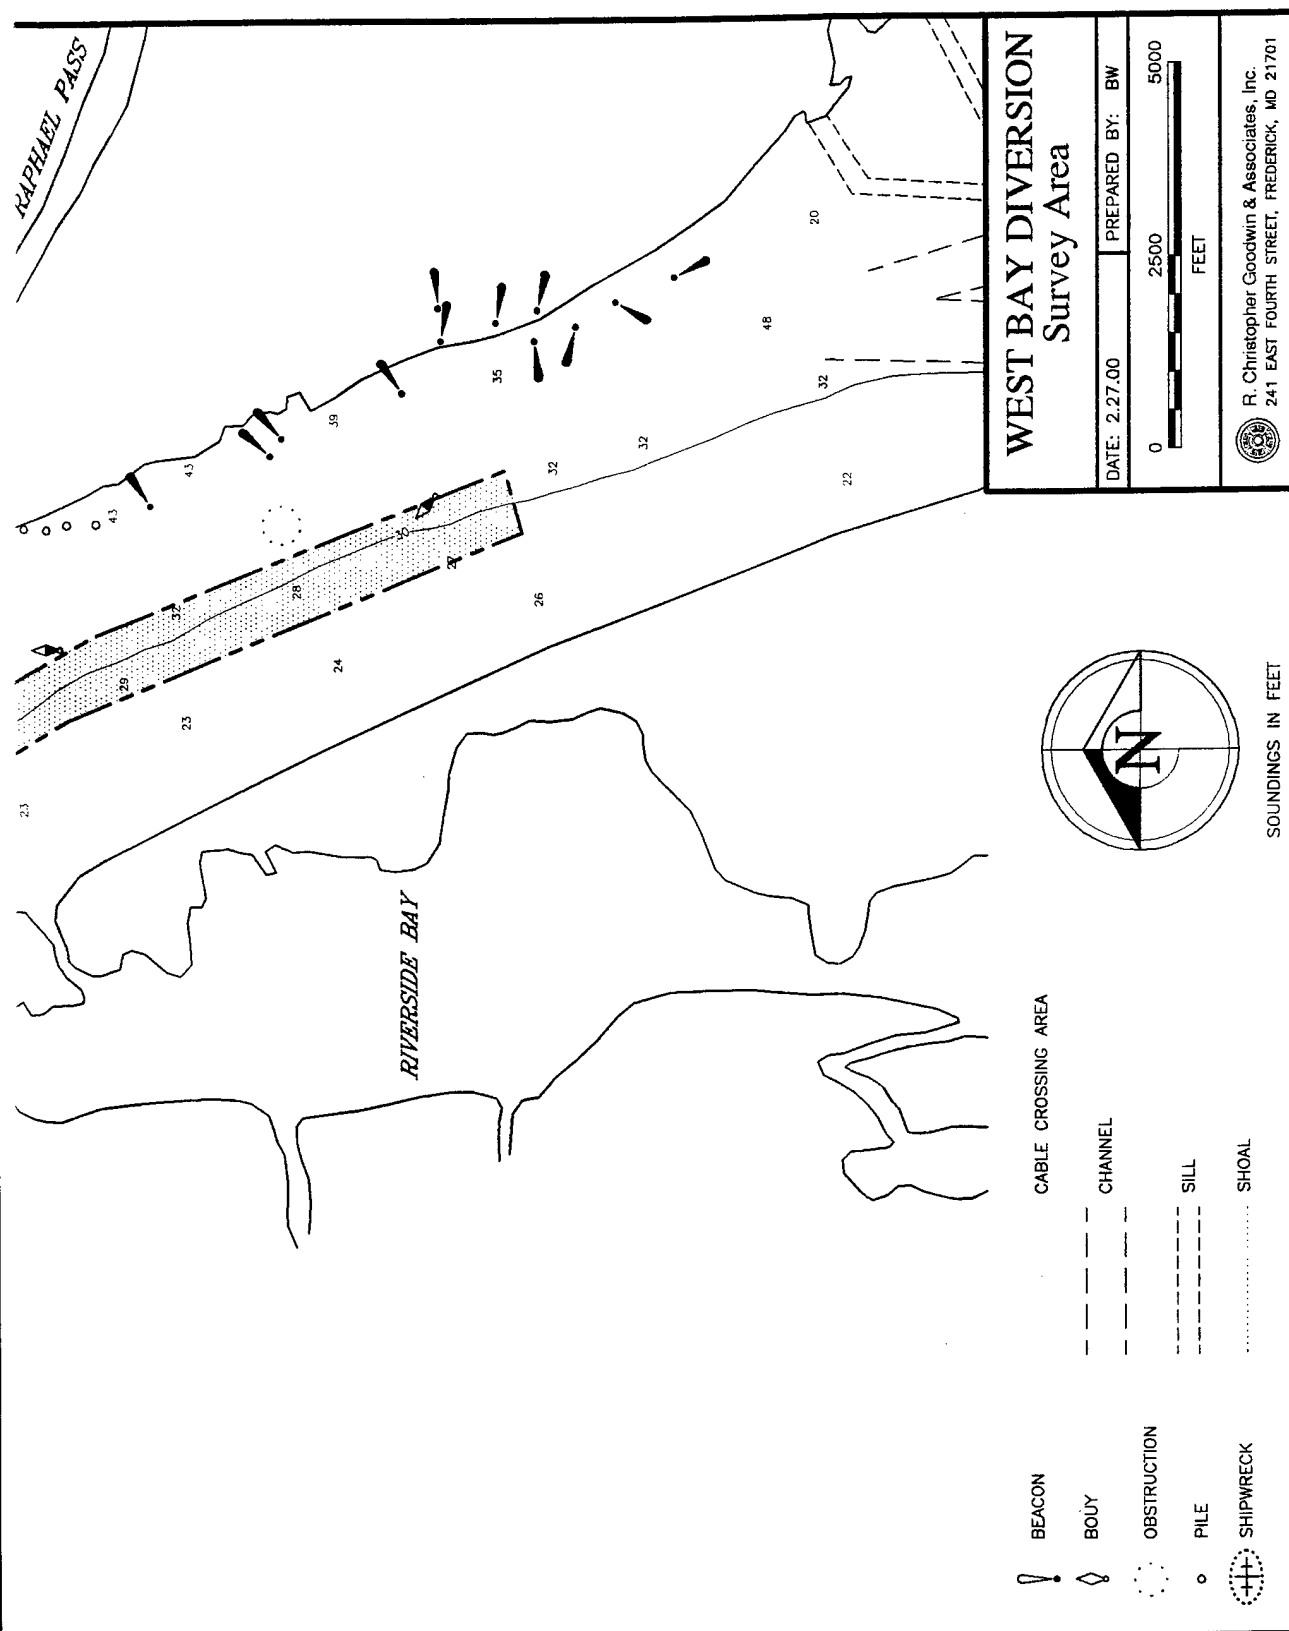 RAPHAEL PASS
43
43
39
35
20
48
32
32
32
22
30
27
28
32
29
26
24
23
23
RIVERSIDE BAY
WEST BAY DIVERSION
Survey Area
DATE: 2.27.00
PREPARED BY: BW
0 2500 5000
FEET
R. Christopher Goodwin & Associates, Inc.
241 EAST FOURTH STREET, FREDERICK, MD 21701
N
SOUNDINGS IN FEET
BEACON
BOUY
OBSTRUCTION
PILE
SHIPWRECK
CABLE CROSSING AREA
CHANNEL
SILL
SHOAL